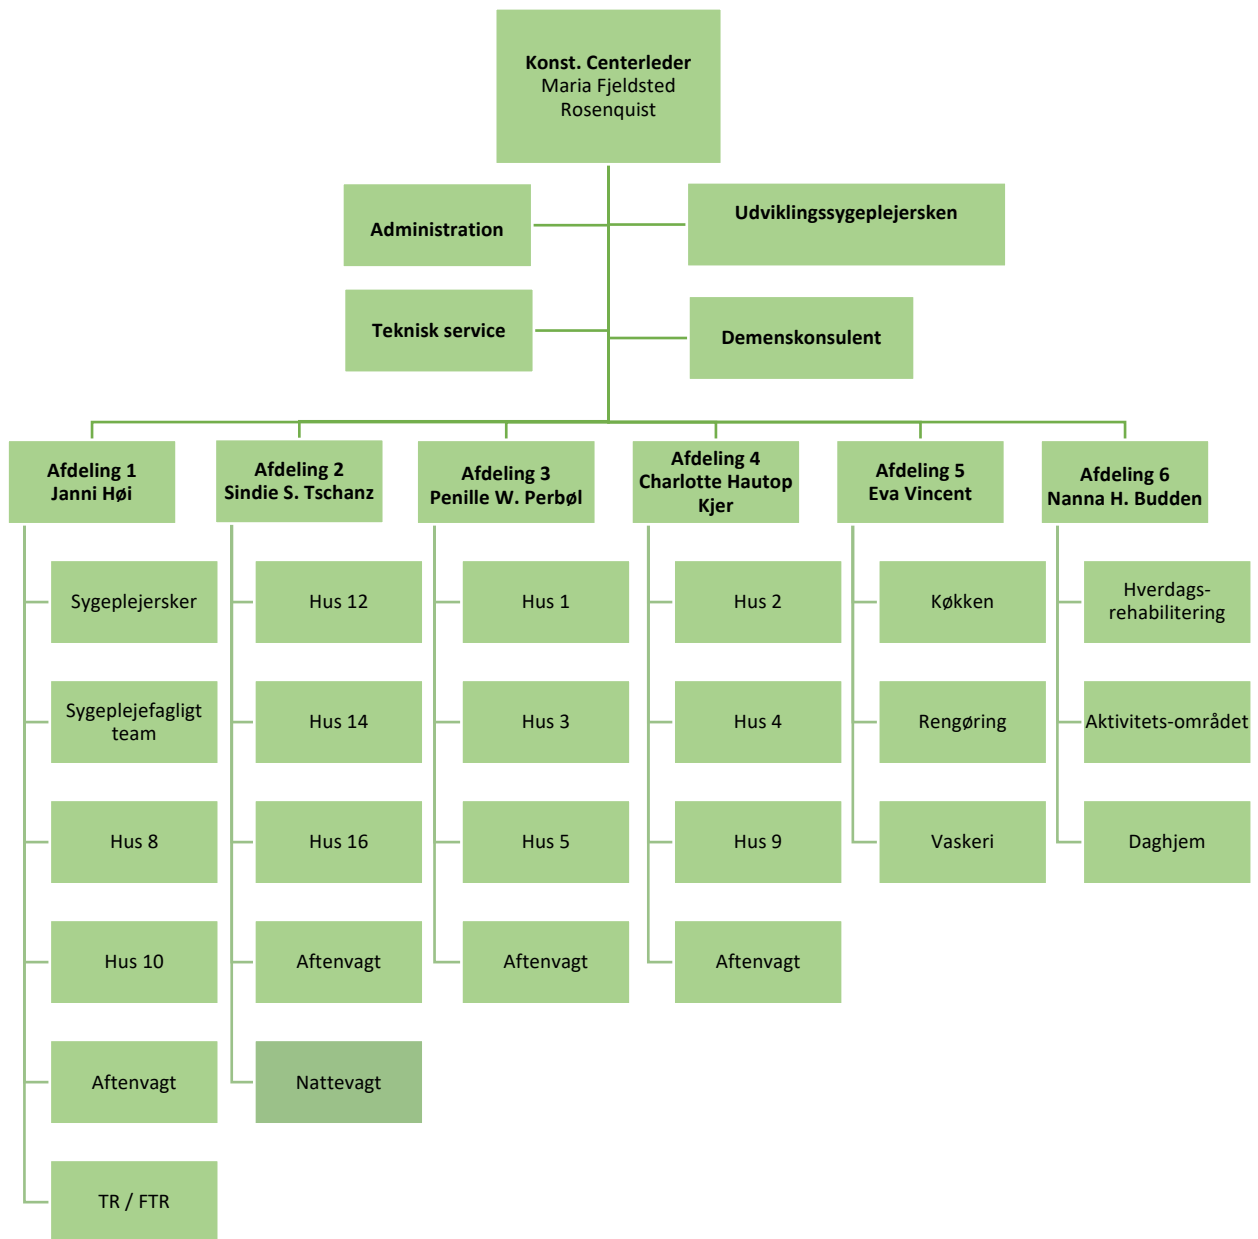 Konst. Centerleder
Maria Fjeldsted
Rosenquist
Administration
Udviklingssygeplejersken
Teknisk service
Demenskonsulent
Afdeling 1
Janni Høi
Sygeplejersker
Sygeplejefagligt
team
Hus 8
Hus 10
Aftenvagt
TR / FTR
Afdeling 2
Sindie S. Tschanz
Hus 12
Hus 14
Hus 16
Aftenvagt
Nattevagt
Afdeling 3
Penille W. Perbøl
Hus 1
Hus 3
Hus 5
Aftenvagt
Afdeling 4
Charlotte Hautop
Kjer
Hus 2
Hus 4
Hus 9
Aftenvagt
Afdeling 5
Eva Vincent
Køkken
Rengøring
Vaskeri
Afdeling 6
Nanna H. Budden
Hverdags-
rehabilitering
Aktivitets-området
Daghjem